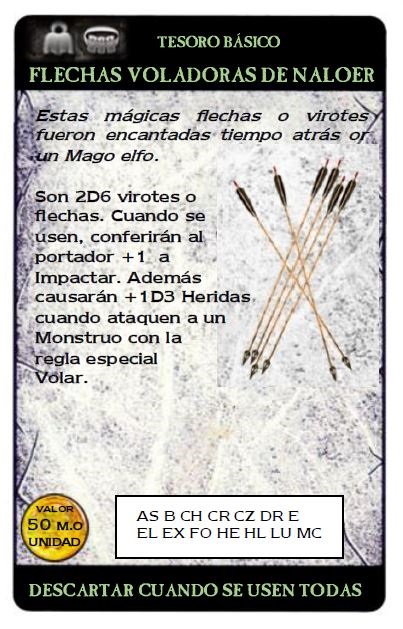 TESORO BÁSICO
FLECHAS VOLADORAS DE NALOER
Estas mágicas flechas o virotes
fueron encantadas tiempo atrás or
un Mago elfo.
Son 2D6 virotes o
flechas. Cuando se
usen, conferirán al
portador +1 a
Impactar. Además
causarán +1D3 Heridas
cuando ataquen a un
Monstruo con la
regla especial
Volar.
VALOR
50 M.O
UNIDAD
AS B CH CR CZ DR E
EL EX FO HE HL LU MC
DESCARTAR CUANDO SE USEN TODAS